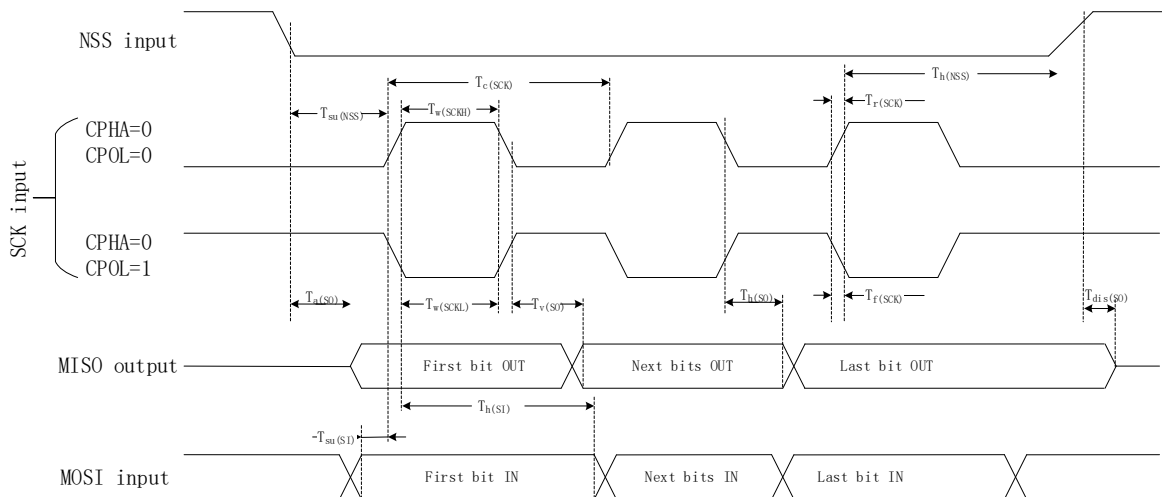 NSS input
Th(NSS)
Tc(SCK)
Tsu(NSS)
Tw(SCKH)
Tr(SCK)
SCK input
CPHA=0
CPOL=0
CPHA=0
CPOL=1
Ta(SO)
Tw(SCKL)
Tv(SO)
Th(SO)
Tf(SCK)
Tdis(SO)
MISO output
First bit OUT
Next bits OUT
Last bit OUT
Th(SI)
Tsu(SI)
MOSI input
First bit IN
Next bits IN
Last bit IN